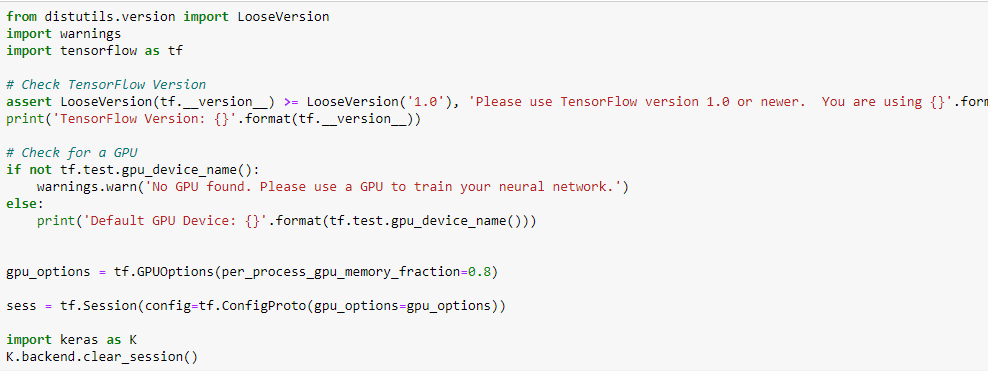 from distutils.version import LooseVersion
import warnings
import tensorflow as tf
# Check TensorFlow Version
assert LooseVersion(tf.__version__) >= LooseVersion('1.0'), 'Please use TensorFlow version 1.0 or newer.  You are using {}'.
print('TensorFlow Version: {}'.format(tf.__version__))
# Check for a GPU
if not tf.test.gpu_device_name():
    warnings.warn('No GPU found. Please use a GPU to train your neural network.')
else:
    print('Default GPU Device: {}'.format(tf.test.gpu_device_name()))
gpu_options = tf.GPUOptions(per_process_gpu_memory_fraction=0.8)
sess = tf.Session(config=tf.ConfigProto(gpu_options=gpu_options))
import keras as K
K.backend.clear_session()